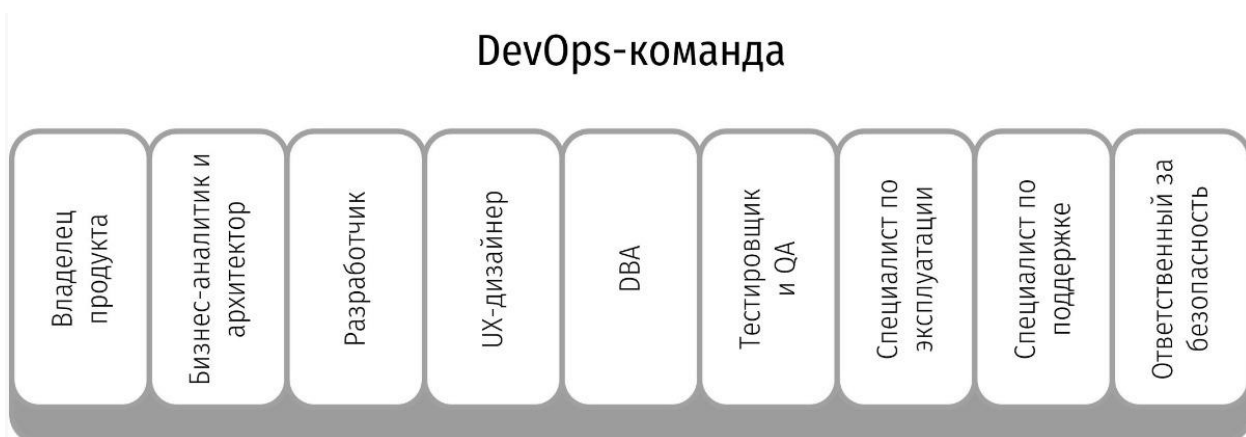 DevOps-команда
Владелец
продукта
Бизнес-аналитик и
архитектор
Разработчик
UX-дизайнер
DBA
Тестировщик
и QA
Специалист по
эксплуатации
Специалист по
поддержке
Ответственный за
безопасность